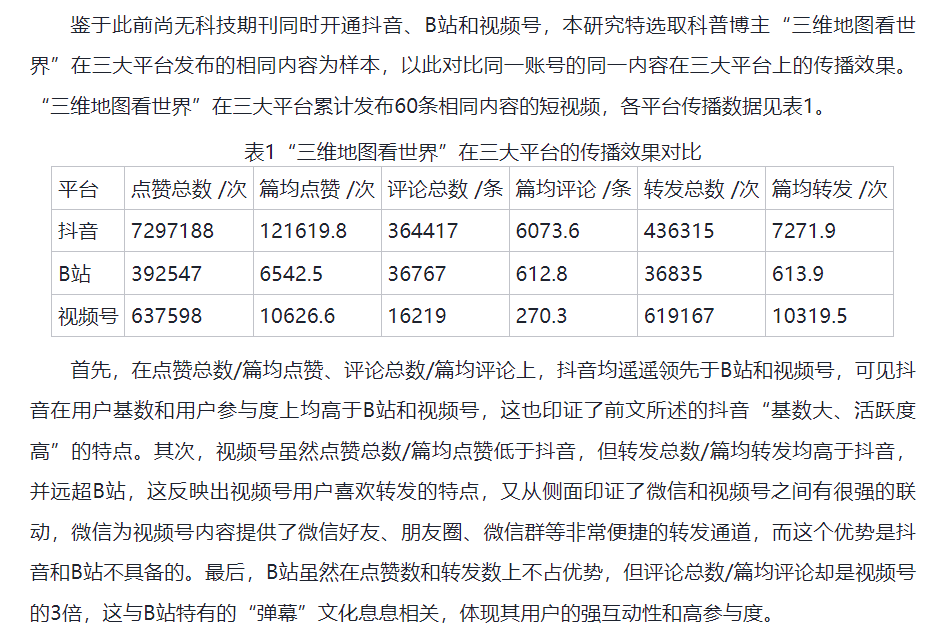 鉴于此前尚无科技期刊同时开通抖音、B站和视频号，本研究特选取科普博主“三维地图看世
界”在三大平台发布的相同内容为样本，以此对比同一账号的同一内容在三大平台上的传播效果。
“三维地图看世界”在三大平台累计发布60条相同内容的短视频，各平台传播数据见表1。
表1“三维地图看世界”在三大平台的传播效果对比
平台 点赞总数 /次 篇均点赞 /次 评论总数 /条 篇均评论 /条 转发总数 /次 篇均转发 /次
抖音 7297188 121619.8 364417 6073.6 436315 7271.9
B站 392547 6542.5 36767 612.8 36835 613.9
视频号 637598 10626.6 16219 270.3 619167 10319.5
首先，在点赞总数/篇均点赞、评论总数/篇均评论上，抖音均遥遥领先于B站和视频号，可见抖
音在用户基数和用户参与度上均高于B站和视频号，这也印证了前文所述的抖音“基数大、活跃度
高”的特点。其次，视频号虽然点赞总数/篇均点赞低于抖音，但转发总数/篇均转发均高于抖音，
并远超B站，这反映出视频号用户喜欢转发的特点，又从侧面印证了微信和视频号之间有很强的联
动，微信为视频号内容提供了微信好友、朋友圈、微信群等非常便捷的转发通道，而这个优势是抖
音和B站不具备的。最后，B站虽然在点赞数和转发数上不占优势，但评论总数/篇均评论却是视频号
的3倍，这与B站特有的“弹幕”文化息息相关，体现其用户的强互动性和高参与度。